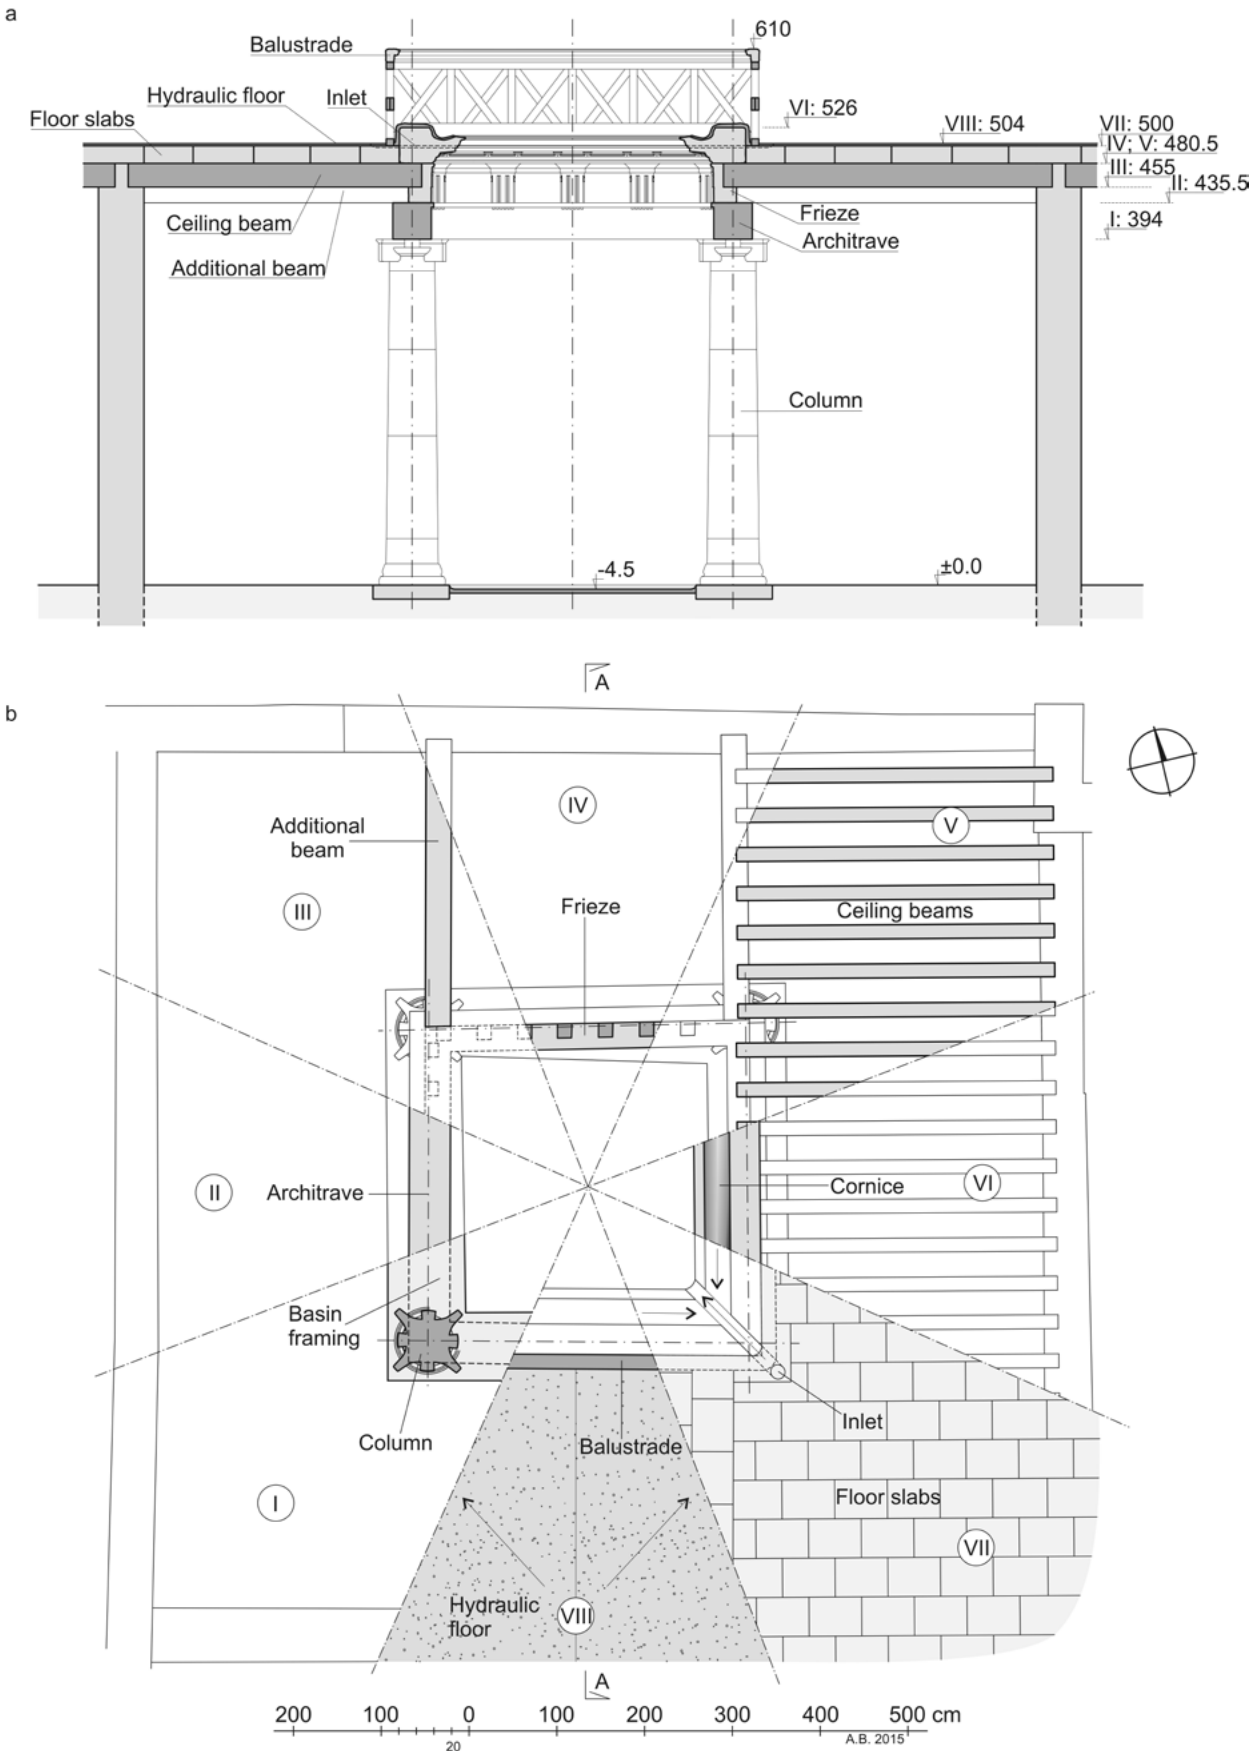 a
610
Balustrade
Hydraulic floor
Inlet
VI: 526
Floor slabs
VIII: 504
VII: 500
IV; V: 480.5
III: 455
II: 435.5
Ceiling beam
Frieze
I: 394
Architrave
Additional beam
Column
-4.5
±0.0
A
b
IV
V
Additional
beam
III
Frieze
Ceiling beams
II
Architrave
Cornice
VI
Basin
framing
Column
Balustrade
Inlet
I
Floor slabs
VII
Hydraulic
floor
VIII
A
200 100 0 100 200 300 400 500 cm
20
A.B. 2015